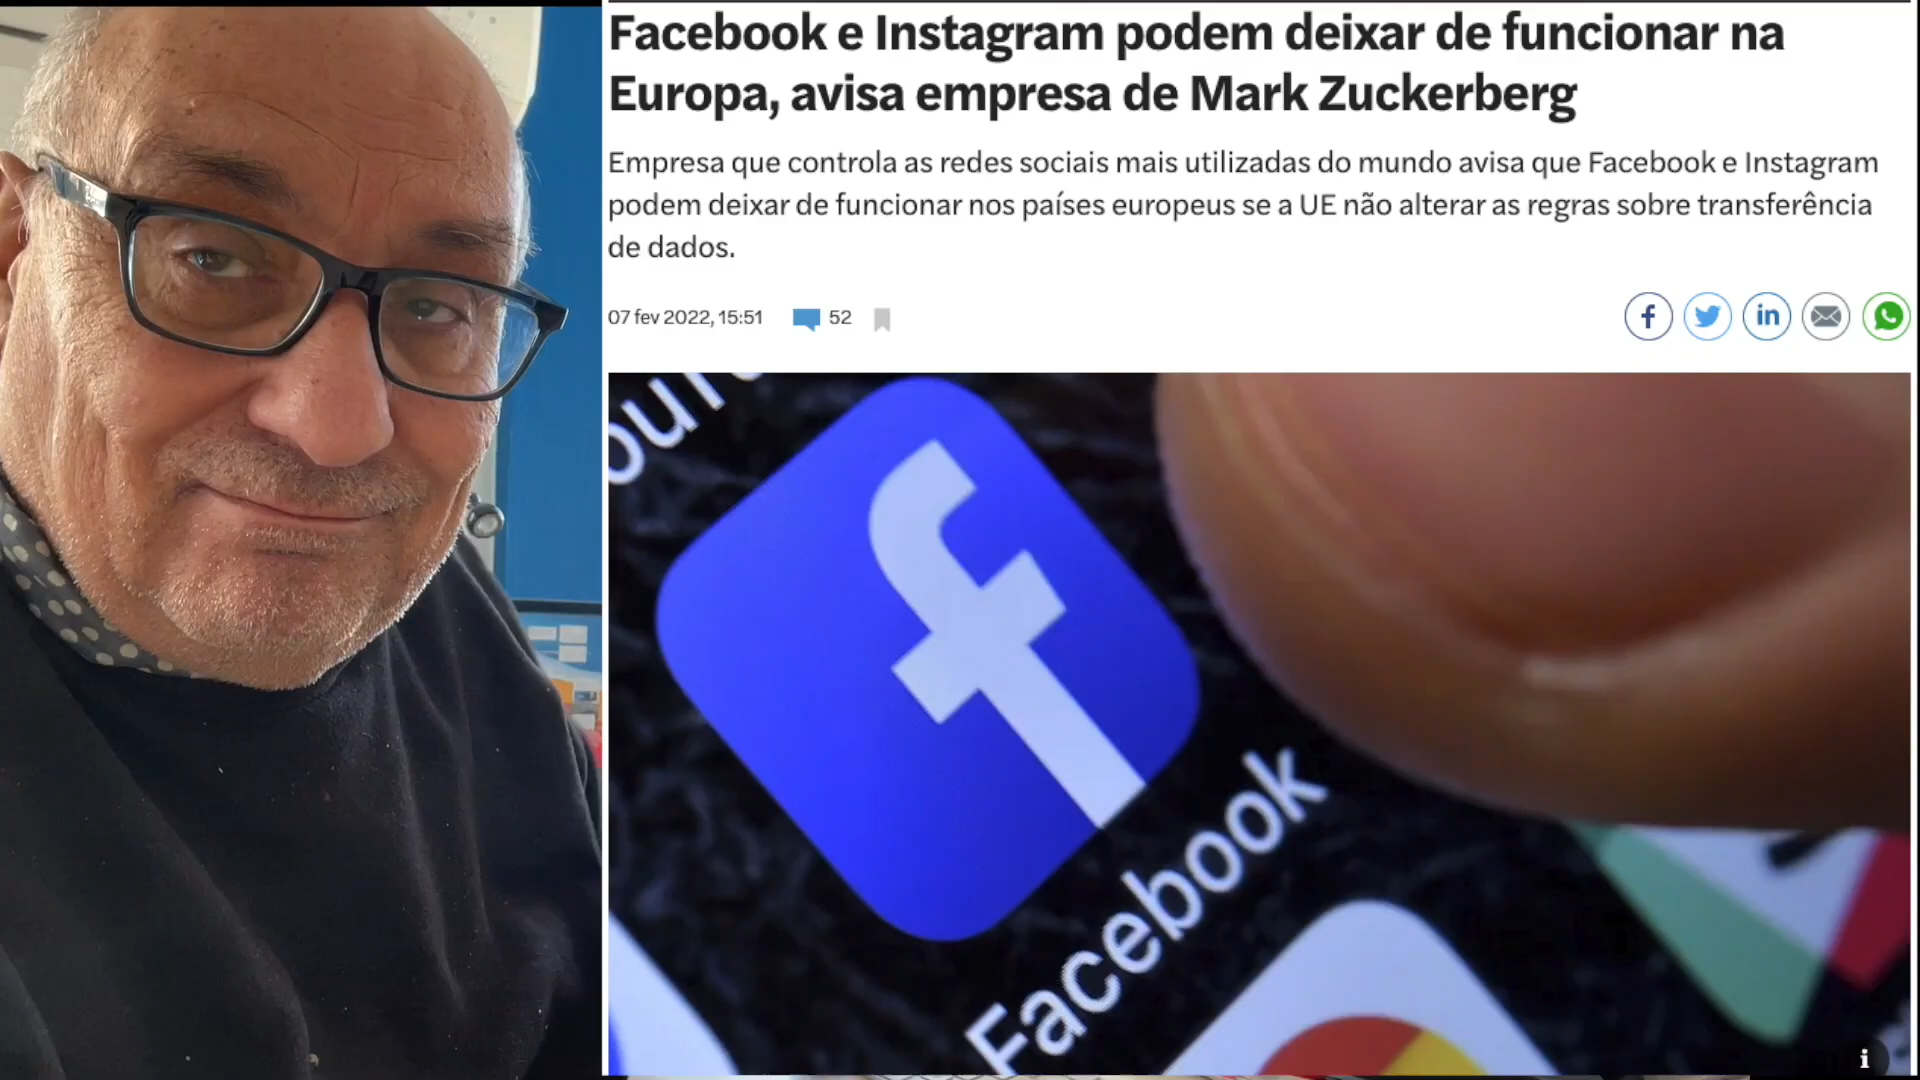 Facebook e Instagram podem deixar de funcionar na
Europa, avisa empresa de Mark Zuckerberg
Empresa que controla as redes sociais mais utilizadas do mundo avisa que Facebook e Instagram
podem deixar de funcionar nos países europeus se a UE não alterar as regras sobre transferência
de dados.
07 fev 2022, 15:51 52
Facebook